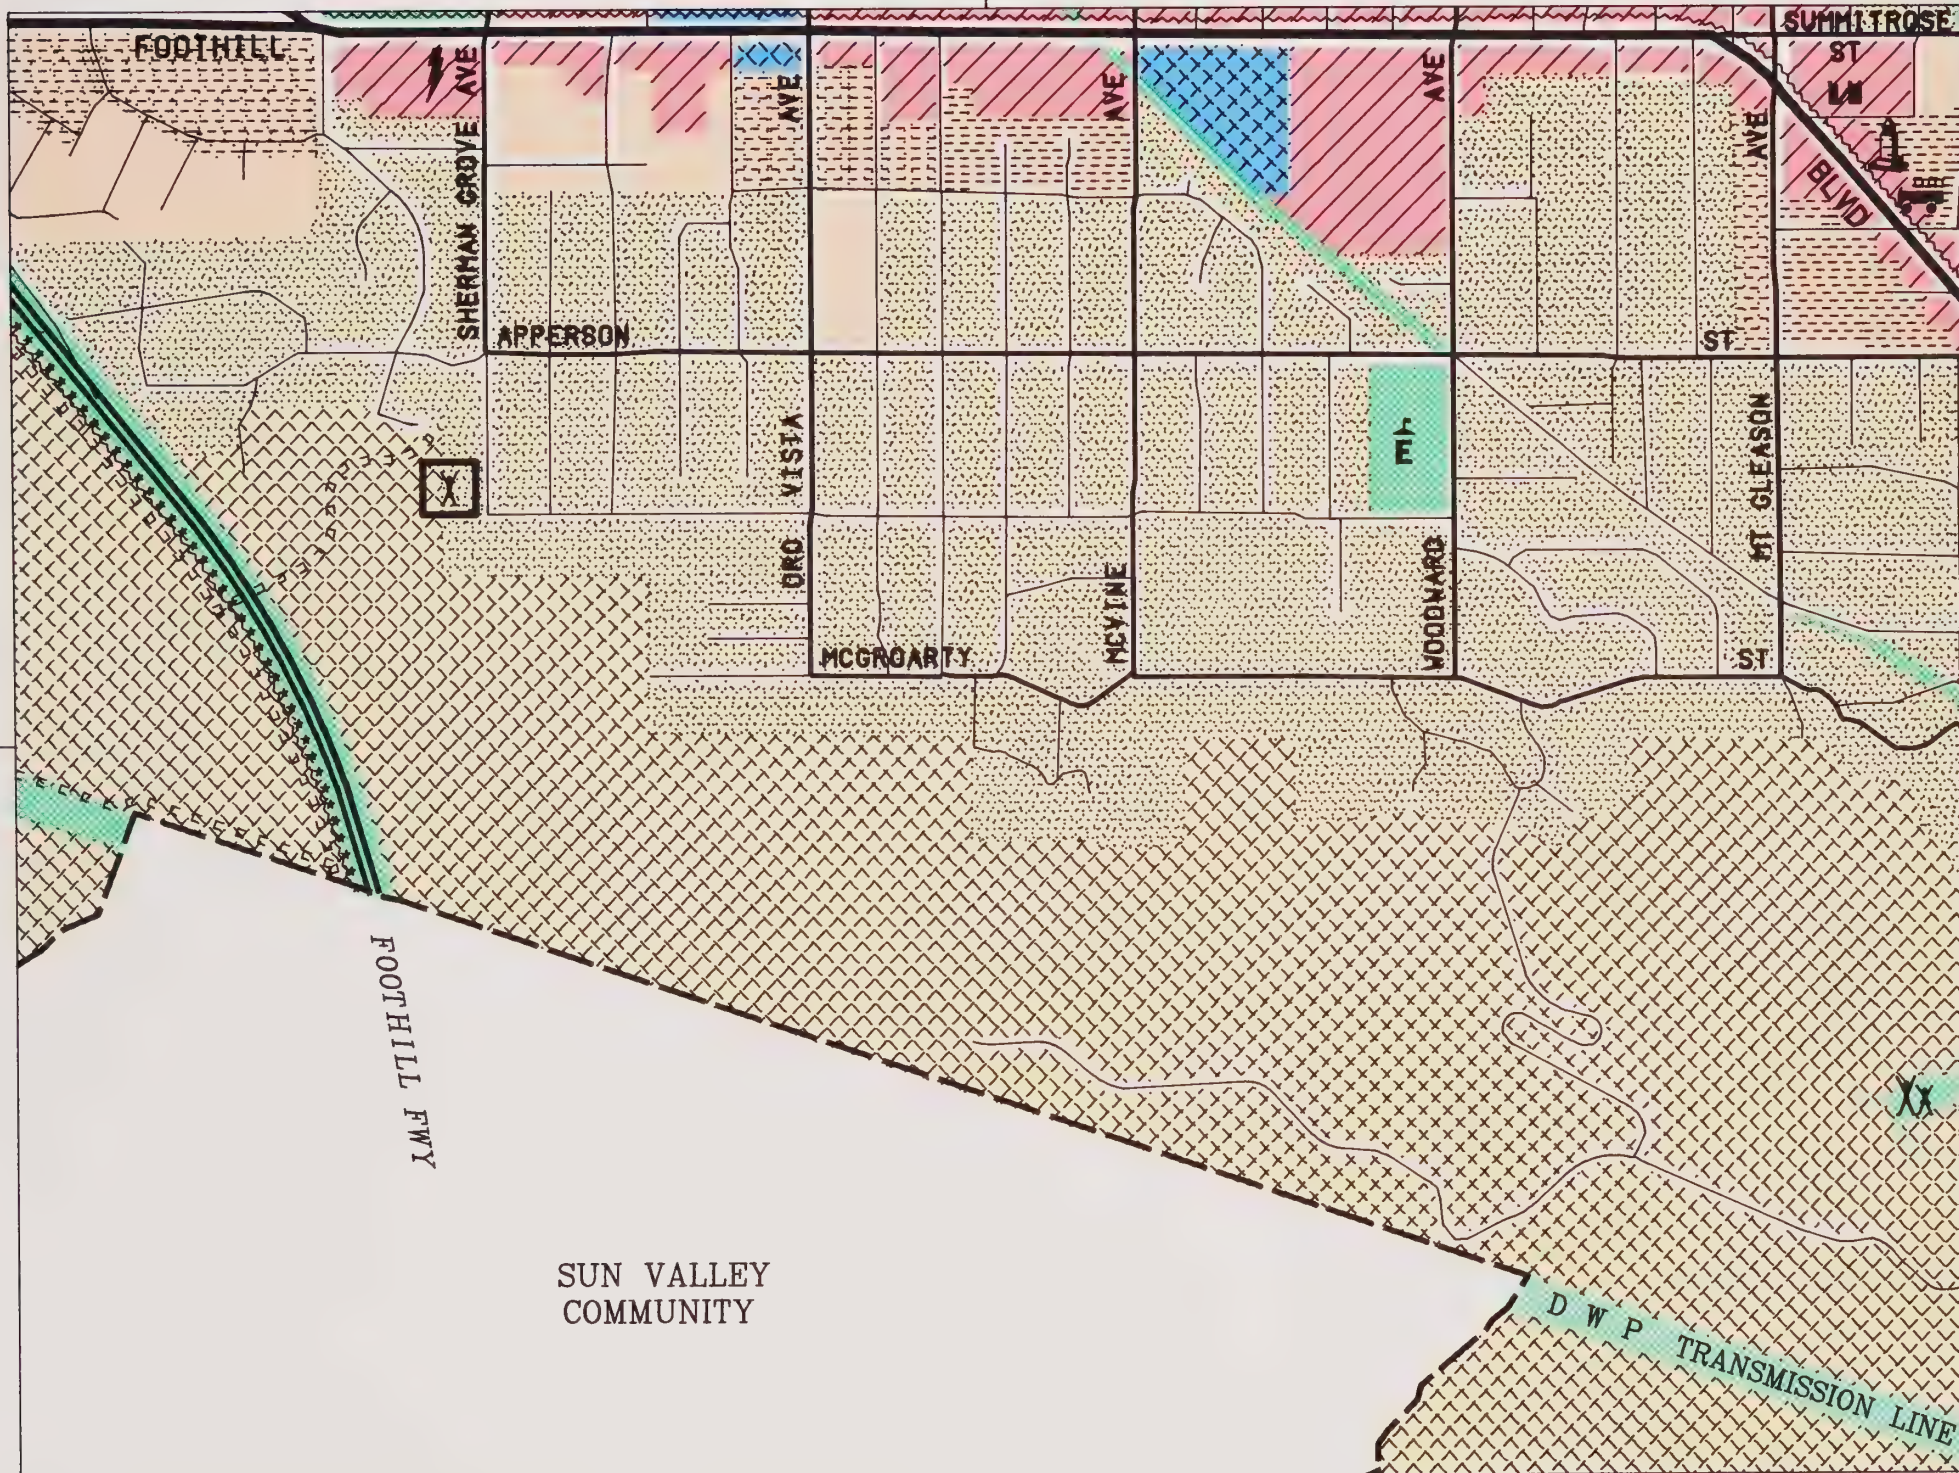 SUMMITROSE
ST
FOOTHILL
BLVD
SHERMAN GROVE AVE
AVE
AVE
AVE
AVE
APPERSON
ST
ORO VISTA
MCVINE
WOODWARD
MT GLEASON
E
MCGROARTY
ST
FOOTHILL FWY
SUN VALLEY
COMMUNITY
D W P TRANSMISSION LINE